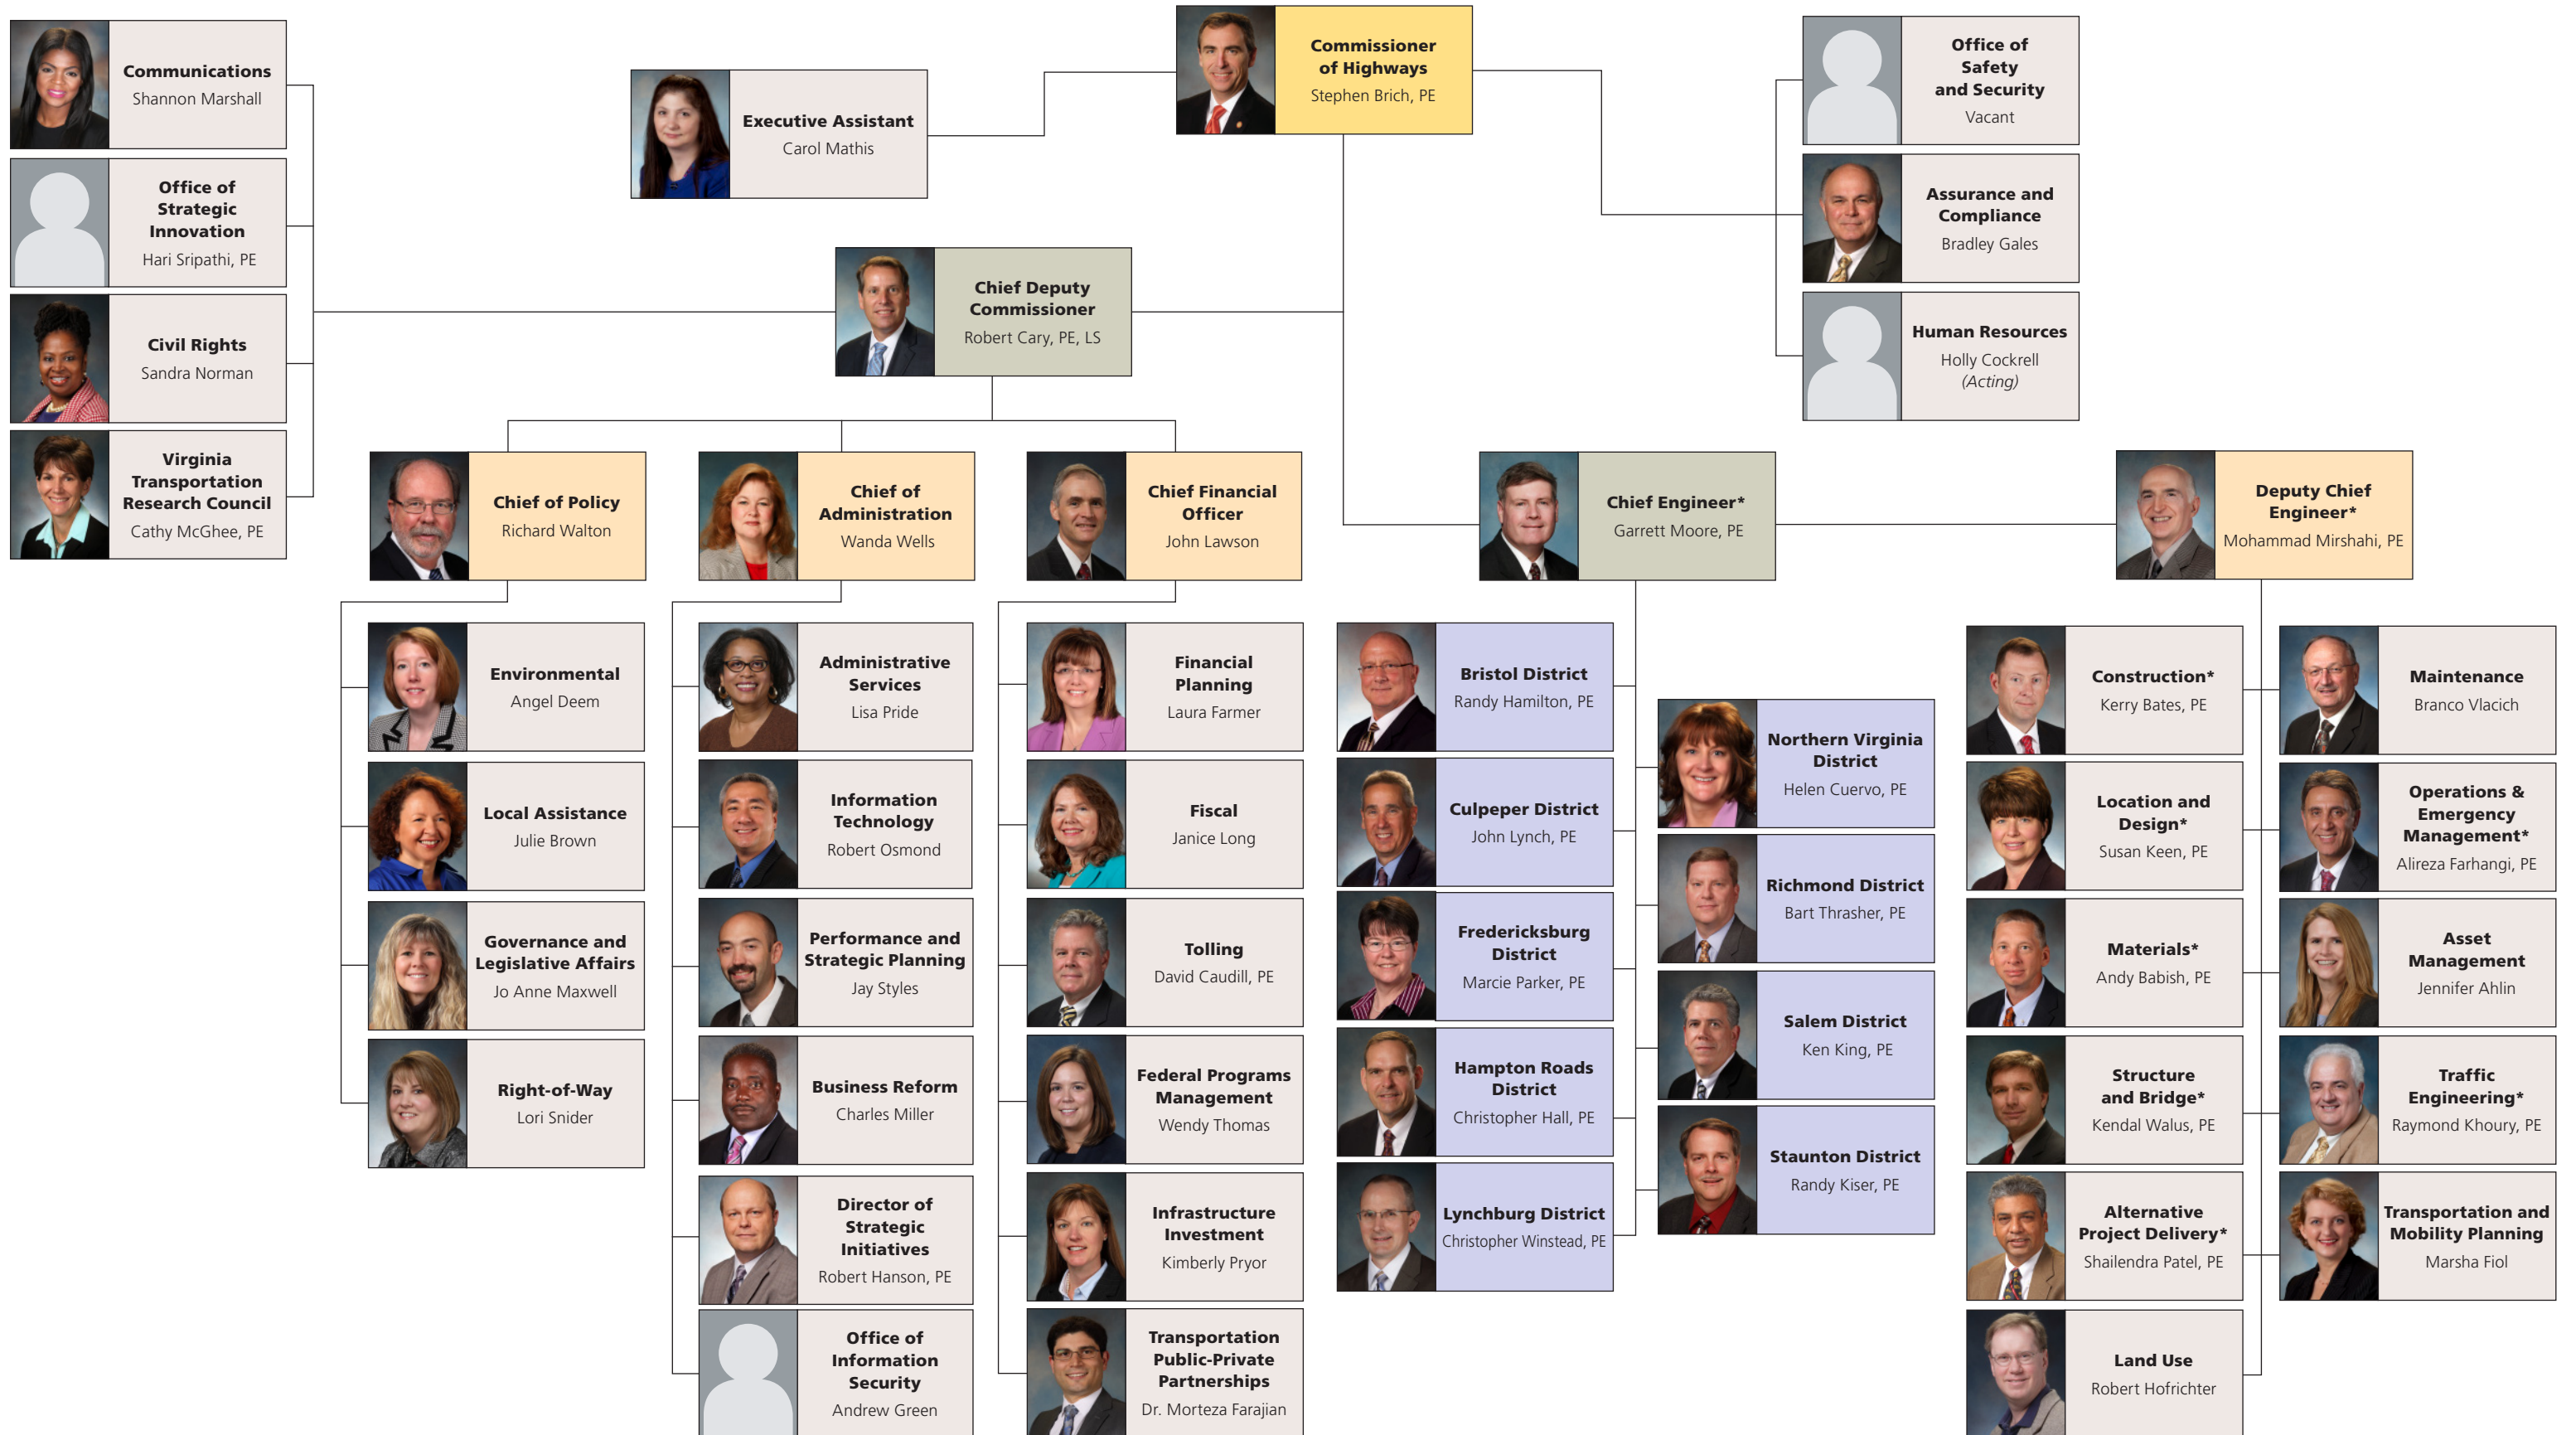 Communications
Shannon Marshall
Office of
Strategic
Innovation
Hari Sripathi, PE
Civil Rights
Sandra Norman
Virginia
Transportation
Research Council
Cathy McGhee, PE
Executive Assistant
Carol Mathis
Commissioner
of Highways
Stephen Brich, PE
Office of
Safety
and Security
Vacant
Assurance and
Compliance
Bradley Gales
Human Resources
Holly Cockrell
(Acting)
Chief Deputy
Commissioner
Robert Cary, PE, LS
Chief of Policy
Richard Walton
Chief of
Administration
Wanda Wells
Chief Financial
Officer
John Lawson
Chief Engineer*
Garrett Moore, PE
Deputy Chief
Engineer*
Mohammad Mirshahi, PE
Environmental
Angel Deem
Local Assistance
Julie Brown
Governance and
Legislative Affairs
Jo Anne Maxwell
Right-of-Way
Lori Snider
Administrative
Services
Lisa Pride
Information
Technology
Robert Osmond
Performance and
Strategic Planning
Jay Styles
Business Reform
Charles Miller
Director of
Strategic
Initiatives
Robert Hanson, PE
Office of
Information
Security
Andrew Green
Financial
Planning
Laura Farmer
Fiscal
Janice Long
Tolling
David Caudill, PE
Federal Programs
Management
Wendy Thomas
Infrastructure
Investment
Kimberly Pryor
Transportation
Public-Private
Partnerships
Dr. Morteza Farajian
Bristol District
Randy Hamilton, PE
Culpeper District
John Lynch, PE
Fredericksburg
District
Marcie Parker, PE
Hampton Roads
District
Christopher Hall, PE
Lynchburg District
Christopher Winstead, PE
Northern Virginia
District
Helen Cuervo, PE
Richmond District
Bart Thrasher, PE
Salem District
Ken King, PE
Staunton District
Randy Kiser, PE
Construction*
Kerry Bates, PE
Location and
Design*
Susan Keen, PE
Materials*
Andy Babish, PE
Structure
and Bridge*
Kendal Walus, PE
Alternative
Project Delivery*
Shailendra Patel, PE
Land Use
Robert Hofrichter
Maintenance
Branco Vlacich
Operations &
Emergency
Management*
Alireza Farhangi, PE
Asset
Management
Jennifer Ahlin
Traffic
Engineering*
Raymond Khoury, PE
Transportation and
Mobility Planning
Marsha Fiol